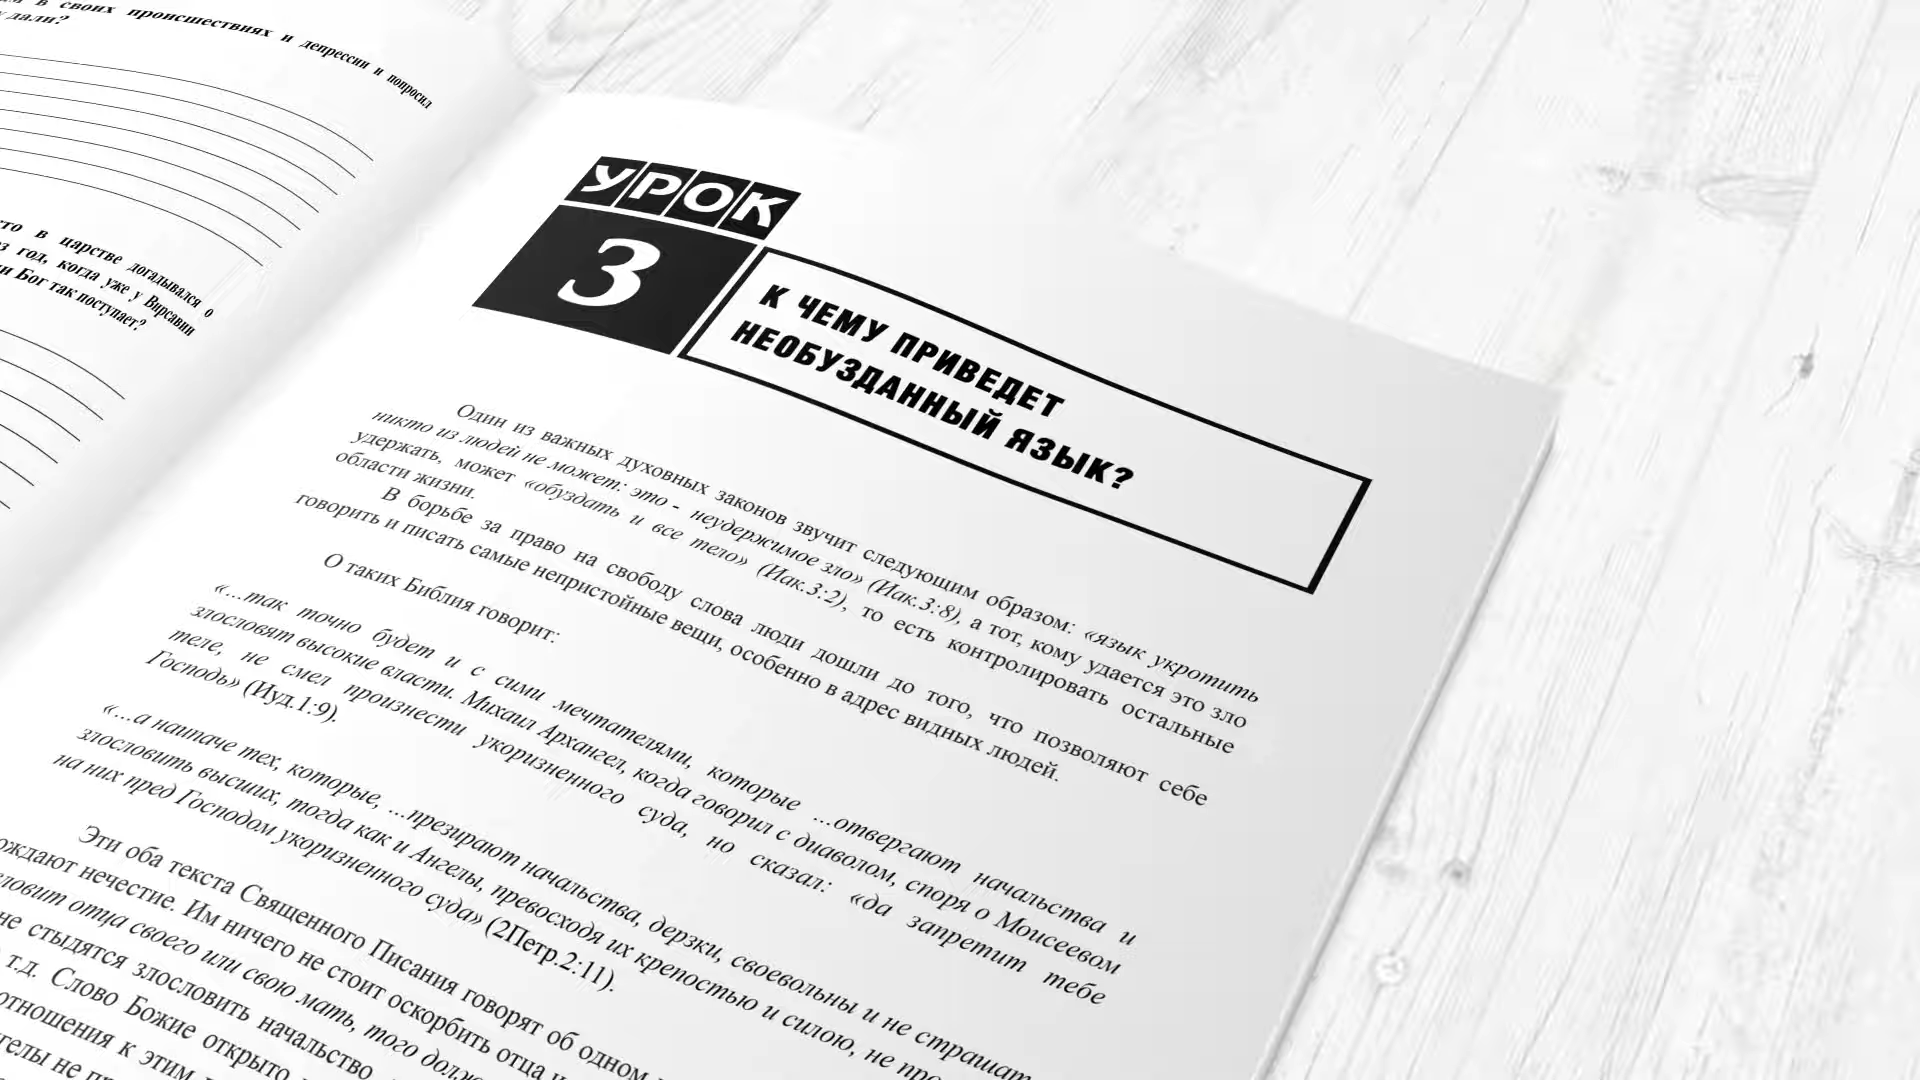 в своих происшествиях и депрессии и попросил
дали?
в царстве догадывался о
год, когда уже у Вирсавии
Бог так поступает?
УРОК
3
К ЧЕМУ ПРИВЕДЕТ
НЕОБУЗДАННЫЙ ЯЗЫК?
Один из важных духовных законов звучит следующим образом: «язык укротить
никто из людей не может: это - неудержимое зло» (Иак.3:8), а тот, кому удается это зло
удержать, может «обуздать и все тело» (Иак.3:2), то есть контролировать остальные
области жизни.
В борьбе за право на свободу слова люди дошли до того, что позволяют себе
говорить и писать самые непристойные вещи, особенно в адрес видных людей.
О таких Библия говорит:
«...так точно будет и с сими мечтателями, которые ...отвергают начальства и
злословят высокие власти. Михаил Архангел, когда говорил с диаволом, споря о Моисеевом
теле, не смел произнести укоризненного суда, но сказал: «да запретит тебе
Господь» (Иуд.1:9).
«...а наипаче тех, которые, ...презирают начальства, дерзки, своевольны и не страшатся
злословить высших, тогда как и Ангелы, превосходя их крепостью и силою, не
на них пред Господом укоризненного суда» (2Петр.2:11).
Эти оба текста Священного Писания говорят об одном
нечестие. Им ничего не стоит оскорбить отца
отца своего или свою мать, того
не стыдятся злословить начальство
т.д. Слово Божие открыто
отношения к этим
не